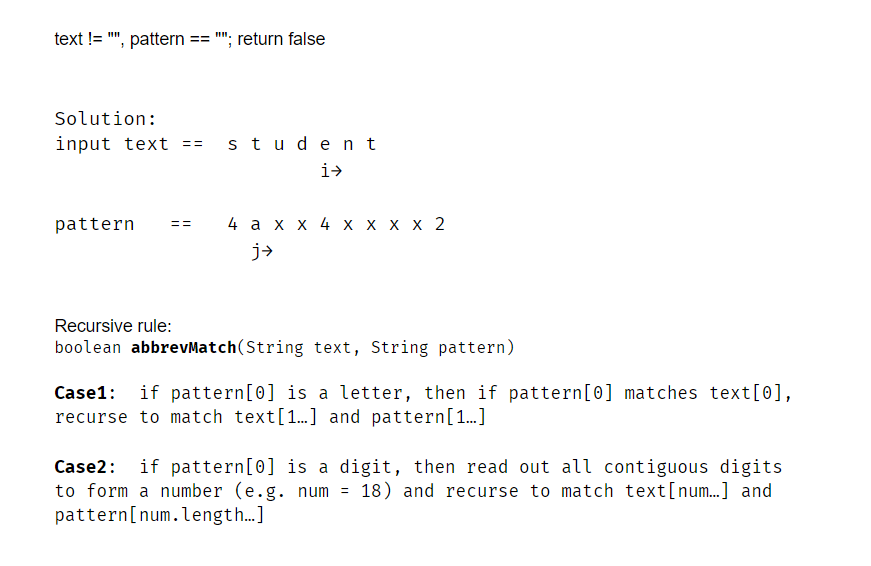 text != "", pattern == ""; return false
Solution:
input text == s t u d e n t
i→
pattern == 4 a x x 4 x x x x 2
j→
Recursive rule:
boolean abbrevMatch(String text, String pattern)
Case1: if pattern[0] is a letter, then if pattern[0] matches text[0],
recurse to match text[1…] and pattern[1…]
Case2: if pattern[0] is a digit, then read out all contiguous digits
to form a number (e.g. num = 18) and recurse to match text[num…] and
pattern[num.length…]